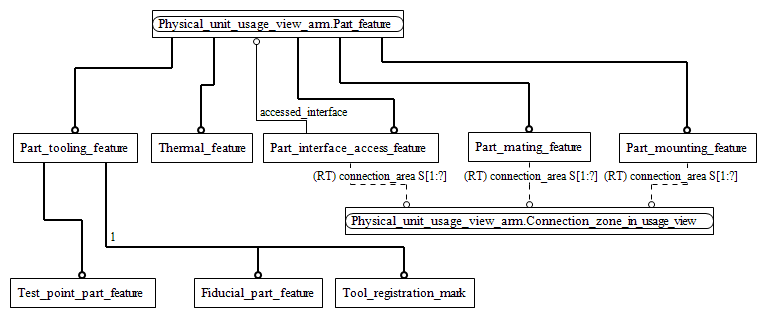 Physical_unit_usage_view_arm.Part_feature
accessed_interface
Part_tooling_feature
Thermal_feature
Part_interface_access_feature
Part_mating_feature
Part_mounting_feature
(RT) connection_area S[1:?]
(RT) connection_area S[1:?]
(RT) connection_area S[1:?]
Physical_unit_usage_view_arm.Connection_zone_in_usage_view
1
Test_point_part_feature
Fiducial_part_feature
Tool_registration_mark